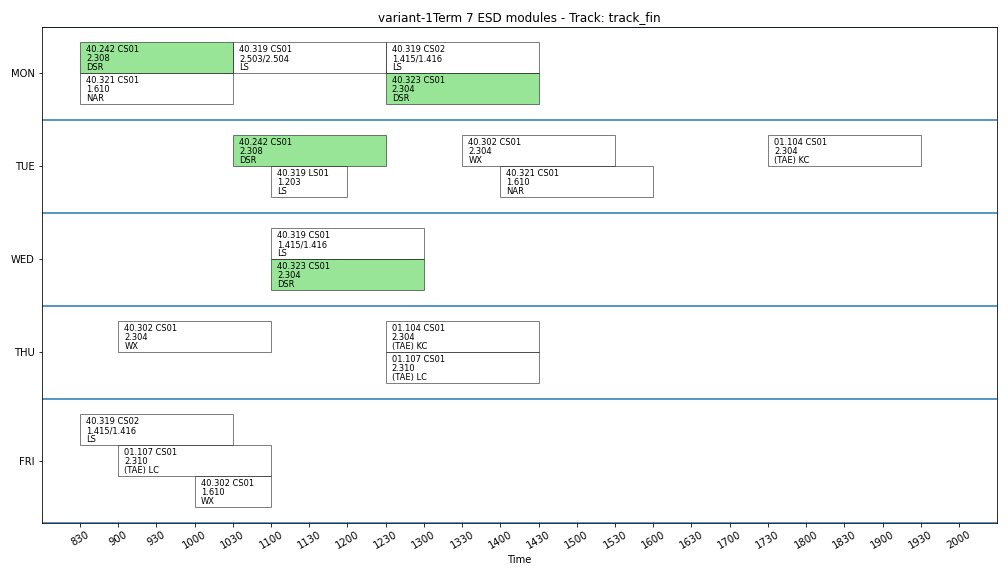 variant-1Term 7 ESD modules - Track: track_fin
MON
40.242 CS01
2.308
DSR
40.319 CS01
2.503/2.504
LS
40.319 CS02
1.415/1.416
LS
40.321 CS01
1.610
NAR
40.323 CS01
2.304
DSR
TUE
40.242 CS01
2.308
DSR
40.302 CS01
2.304
WX
01.104 CS01
2.304
(TAE) KC
40.319 LS01
1.203
LS
40.321 CS01
1.610
NAR
WED
40.319 CS01
1.415/1.416
LS
40.323 CS01
2.304
DSR
THU
40.302 CS01
2.304
WX
01.104 CS01
2.304
(TAE) KC
01.107 CS01
2.310
(TAE) LC
FRI
40.319 CS02
1.415/1.416
LS
01.107 CS01
2.310
(TAE) LC
40.302 CS01
1.610
WX
830 900 930 1000 1030 1100 1130 1200 1230 1300 1330 1430 1500 1530 1600 1630 1700 1730 1800 1830 1900 1930 2000
Time